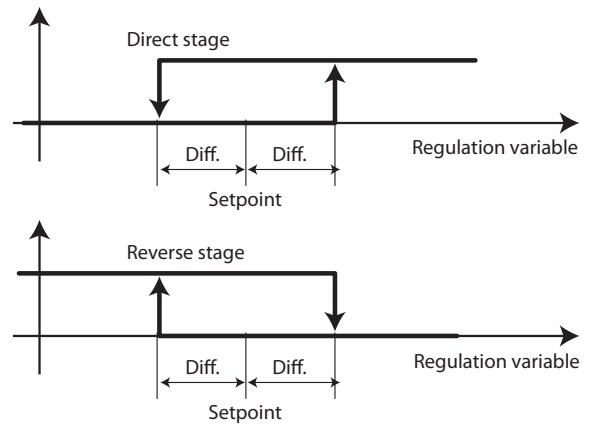 Direct stage
Regulation variable
Diff. Diff.
Setpoint
Reverse stage
Regulation variable
Diff. Diff.
Setpoint